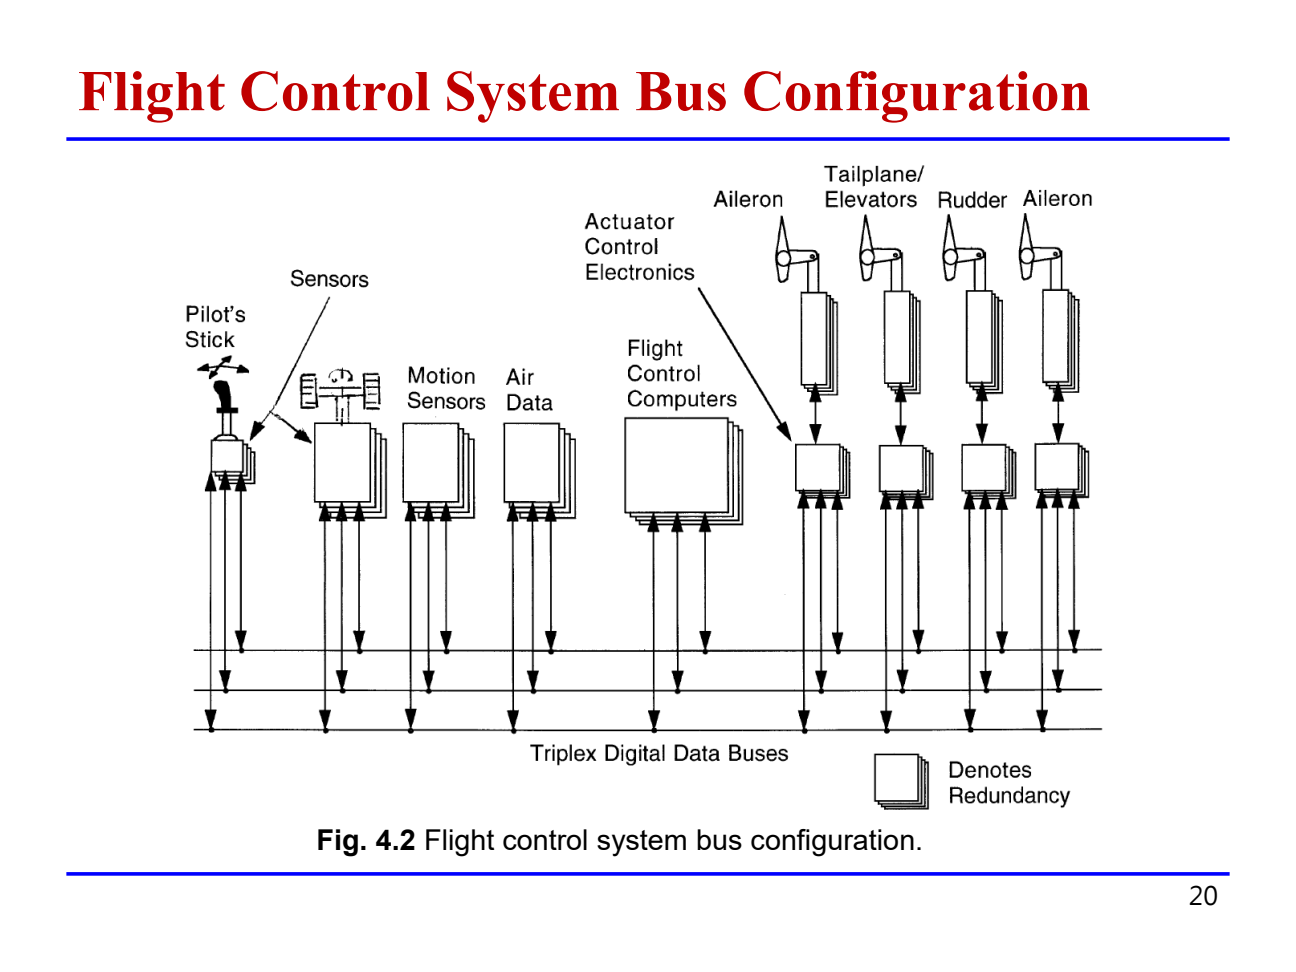 Flight Control System Bus Configuration
Tailplane/
Elevators
Aileron
Rudder
Aileron
Actuator
Control
Electronics
Sensors
Pilot's
Stick
Flight
Control
Computers
Motion
Sensors
Air
Data
Triplex Digital Data Buses
Denotes
Redundancy
Fig. 4.2 Flight control system bus configuration.
20